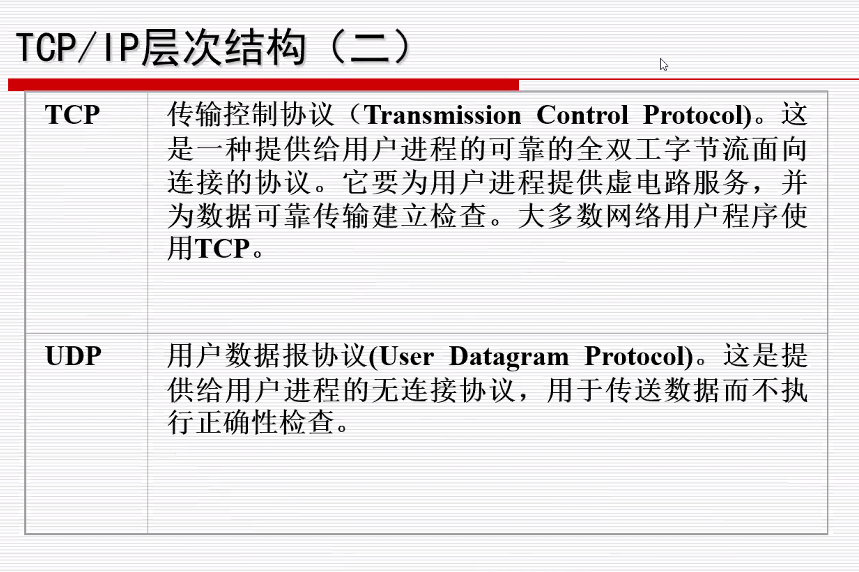 TCP/IP层次结构（二）
TCP
传输控制协议（Transmission Control Protocol)。这
是一种提供给用户进程的可靠的全双工字节流面向
连接的协议。它要为用户进程提供虚电路服务，并
为数据可靠传输建立检查。大多数网络用户程序使
用TCP。
UDP
用户数据报协议(User Datagram Protocol)。这是提
供给用户进程的无连接协议，用于传送数据而不执
行正确性检查。